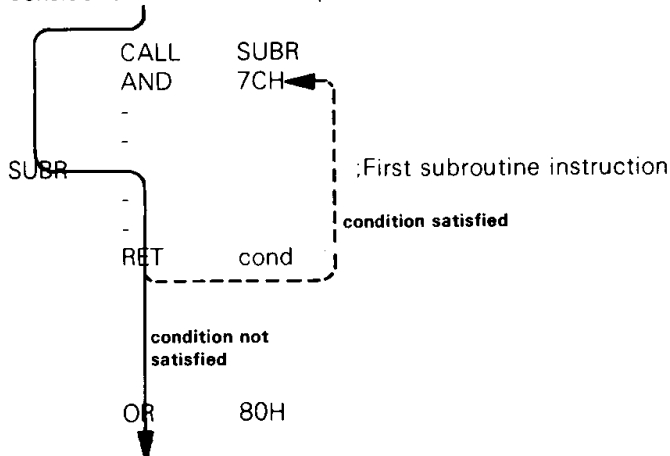 CALL SUBR
AND 7CH
-
-
SUBR ;First subroutine instruction
-
-
condition satisfied
RET cond
condition not
satisfied
OR 80H